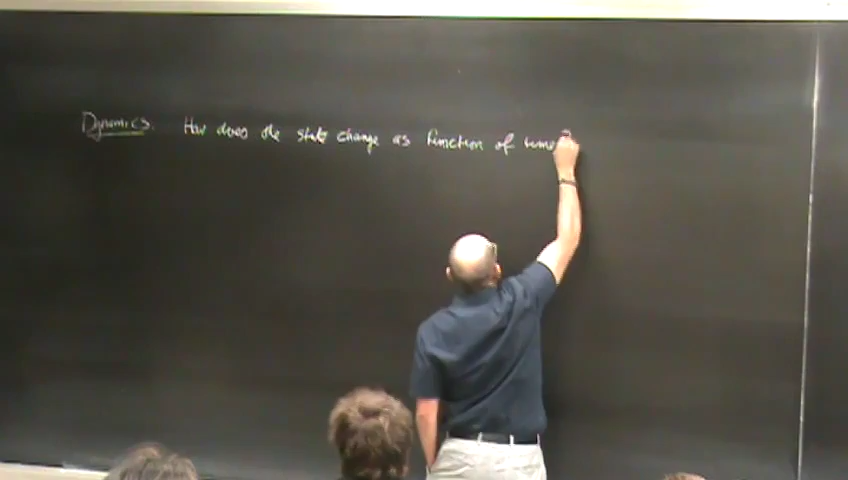 Dynamics: How does the state change as function of time